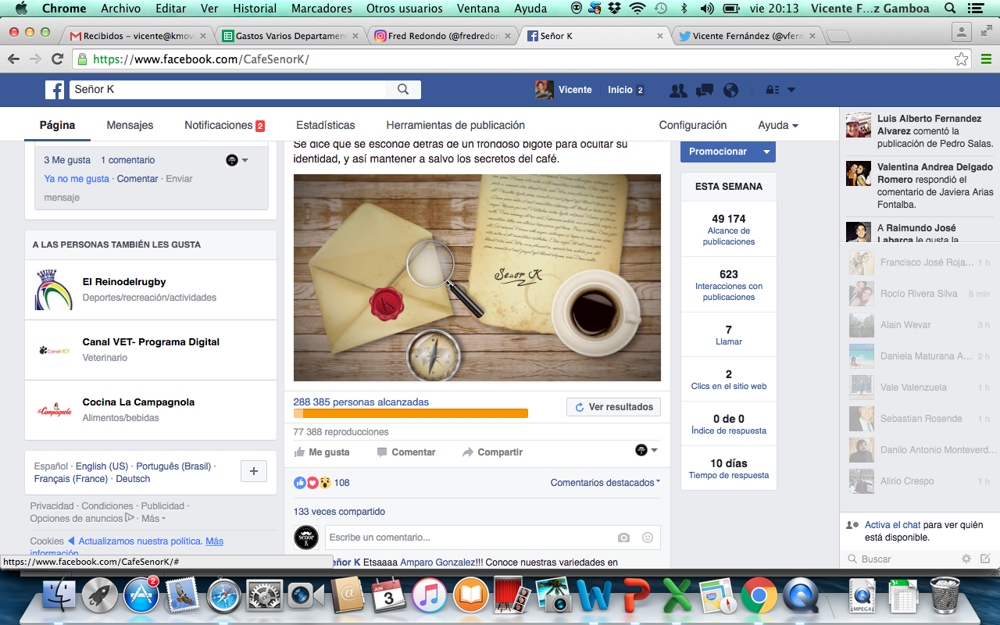 Chrome Archivo Editar Ver Historial Marcadores Otros usuarios Ventana Ayuda vie 20:13 Vicente F...z Gamboa
Recibidos – vicente@kmov
Gastos Varios Departament
Fred Redondo (@fredredon
Señor K
Vicente Fernández (@vfern
https://www.facebook.com/CafeSenorK/
Señor K
Vicente
Inicio 2
Página Mensajes Notificaciones 2 Estadísticas Herramientas de publicación Configuración Ayuda
3 Me gusta 1 comentario
Ya no me gusta · Comentar · Enviar
mensaje
A LAS PERSONAS TAMBIÉN LES GUSTA
El Reinodelrugby
Deportes/recreación/actividades
CanalVET
Canal VET- Programa Digital
Veterinario
la Campagnola
Cocina La Campagnola
Alimentos/bebidas
Español · English (US) · Português (Brasil) ·
Français (France) · Deutsch
Privacidad · Condiciones · Publicidad ·
Opciones de anuncios · Más
Cookies Actualizamos nuestra política. Más
información
https://www.facebook.com/CafeSenorK/#
Se dice que se esconde detrás de un frondoso bigote para ocultar su
identidad, y así mantener a salvo los secretos del café.
Señor K
K
288 385 personas alcanzadas
Ver resultados
77 388 reproducciones
Me gusta Comentar Compartir
108
Comentarios destacados
133 veces compartido
señor K
Escribe un comentario...
eñor K Etsaaaa Amparo Gonzalez!!! Conoce nuestras variedades en
Promocionar
ESTA SEMANA
49 174
Alcance de
publicaciones
623
Interacciones con
publicaciones
7
Llamar
2
Clics en el sitio web
0 de 0
Índice de respuesta
10 días
Tiempo de respuesta
Luis Alberto Fernandez
Alvarez comentó la
publicación de Pedro Salas.
Valentina Andrea Delgado
Romero respondió el
comentario de Javiera Arias
Fontalba.
A Raimundo José
Labarca le gusta la
Francisco José Roja... 1 h
Rocío Rivera Silva 8 min
Alain Wevar 3 h
Daniela Maturana A... 2 h
Vale Valenzuela 1 h
Sebastian Rosende 1 h
Danilo Antonio Monteverd...
Alirio Crespo 1 h
Activa el chat para ver quién
está disponible.
Buscar
2
JUN
3
MPEG4